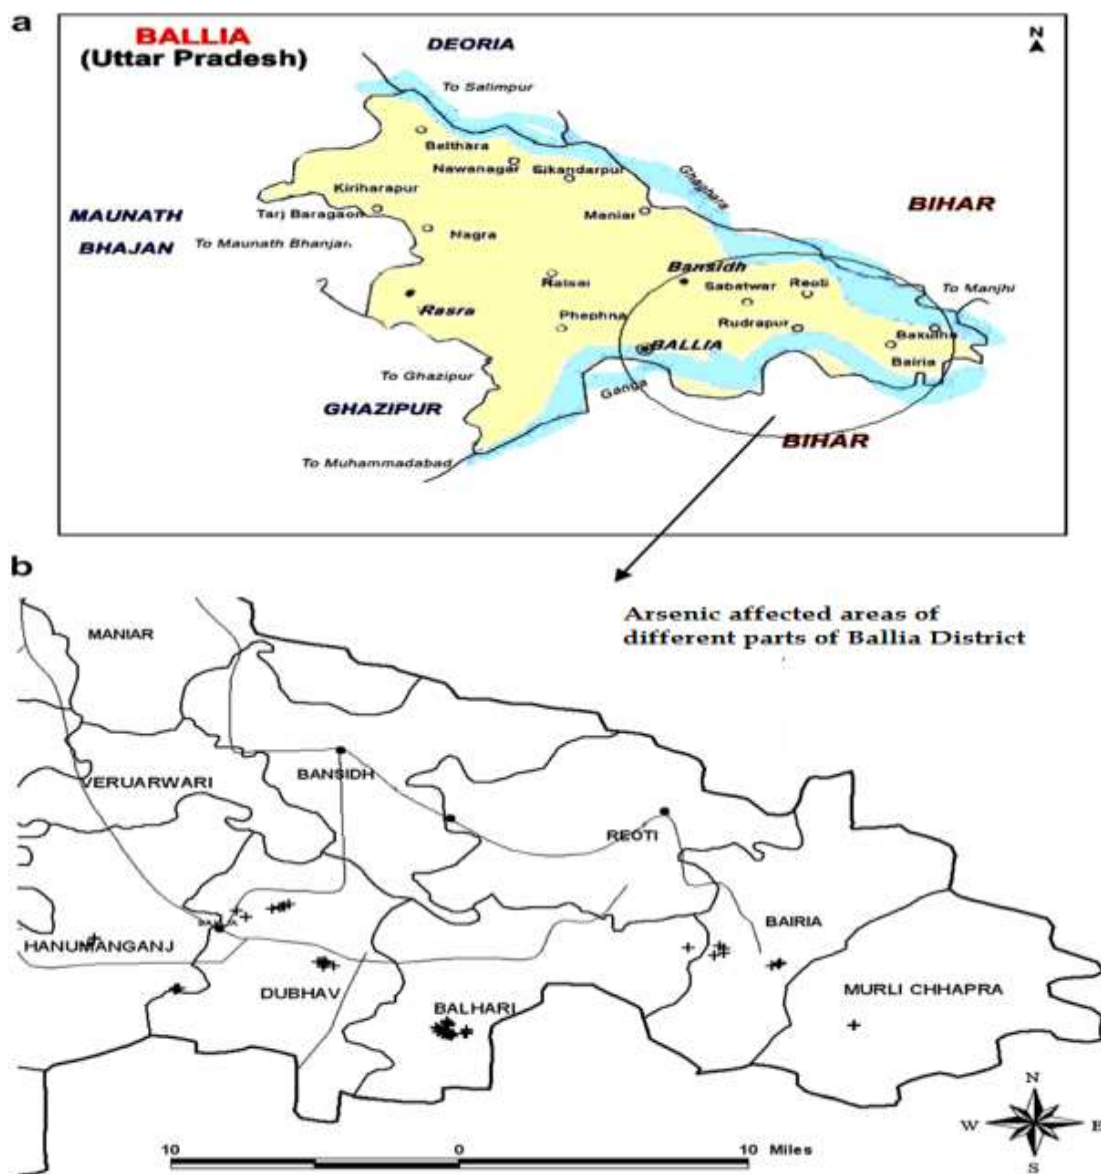 a
BALLIA
(Uttar Pradesh)
DEORIA
N
To Salimpur
Belthara
Nawanagar
Sikandarpur
Ghaghara
Kiriharapur
BIHAR
MAUNATH
BHAJAN
Tarj Baragaon
Maniar
Nagra
To Maunath Bhanjan
Bansidh
Ratsai
Sabatwar
Reoti
To Manjhi
Rasra
Phephna
Rudrapur
Baxulha
BALLIA
Bairia
To Ghazipur
Ganga
GHAZIPUR
BIHAR
To Muhammadabad
b
Arsenic affected areas of
different parts of Ballia District
MANIAR
BANSIDH
VERUARWARI
REOTI
BAIRIA
HANUMANGANJ
DUBHAV
BALHARI
MURLI CHHAPRA
N
W
E
S
10 0 10 Miles